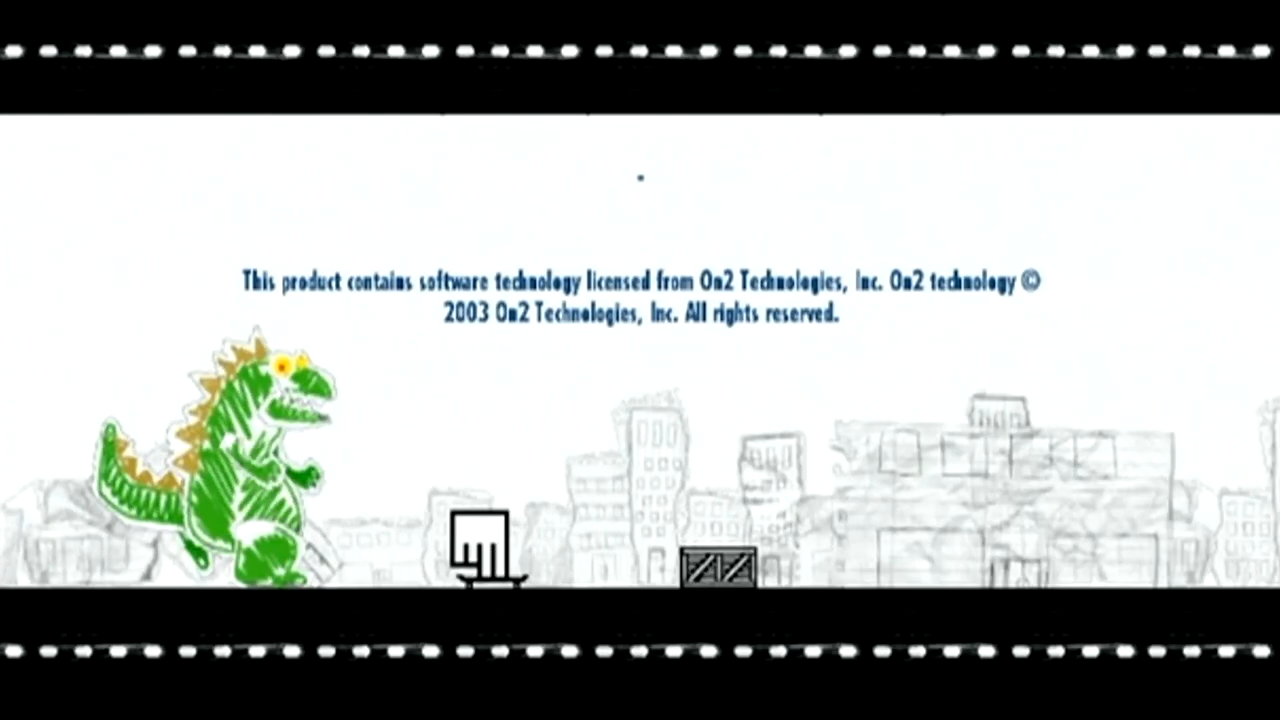 This product contains software technology licensed from On2 Technologies, Inc. On2 technology ©
2003 On2 Technologies, Inc. All rights reserved.